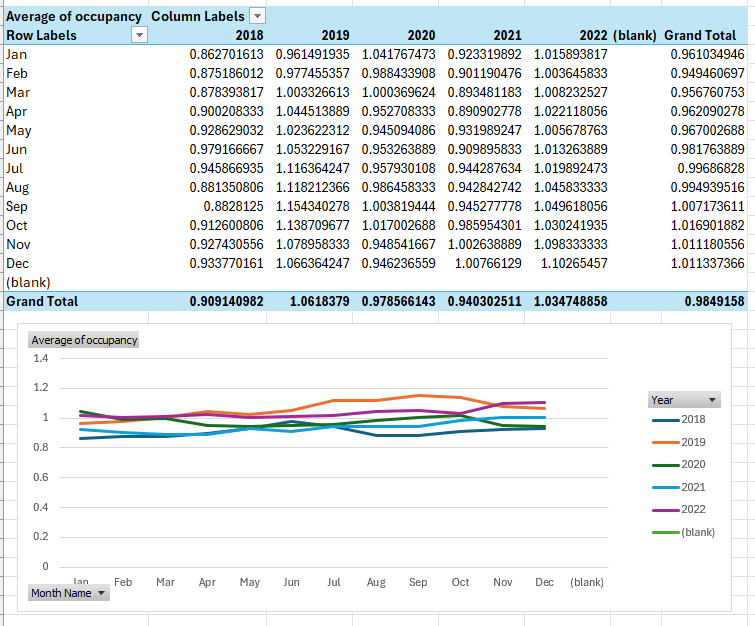 Average of occupancy Column Labels
Row Labels 2018 2019 2020 2021 2022 (blank) Grand Total
Jan 0.862701613 0.961491935 1.041767473 0.923319892 1.015893817 0.961034946
Feb 0.875186012 0.977455357 0.988433908 0.901190476 1.003645833 0.949460697
Mar 0.878393817 1.003326613 1.000369624 0.893481183 1.008232527 0.956760753
Apr 0.900208333 1.044513889 0.952708333 0.890902778 1.022118056 0.962090278
May 0.928629032 1.023622312 0.945094086 0.931989247 1.005678763 0.967002688
Jun 0.979166667 1.053229167 0.953263889 0.909895833 1.013263889 0.981763889
Jul 0.945866935 1.116364247 0.957930108 0.944287634 1.019892473 0.99686828
Aug 0.881350806 1.118212366 0.986458333 0.942842742 1.045833333 0.994939516
Sep 0.8828125 1.154340278 1.003819444 0.945277778 1.049618056 1.007173611
Oct 0.912600806 1.138709677 1.017002688 0.985954301 1.030241935 1.016901882
Nov 0.927430556 1.078958333 0.948541667 1.002638889 1.098333333 1.011180556
Dec 0.933770161 1.066364247 0.946236559 1.00766129 1.10265457 1.011337366
(blank)
Grand Total 0.909140982 1.0618379 0.978566143 0.940302511 1.034748858 0.9849158
Average of occupancy
1.4
1.2
1
0.8
0.6
0.4
0.2
0
Jan Feb Mar Apr May Jun Jul Aug Sep Oct Nov Dec (blank)
Month Name
Year
2018
2019
2020
2021
2022
(blank)